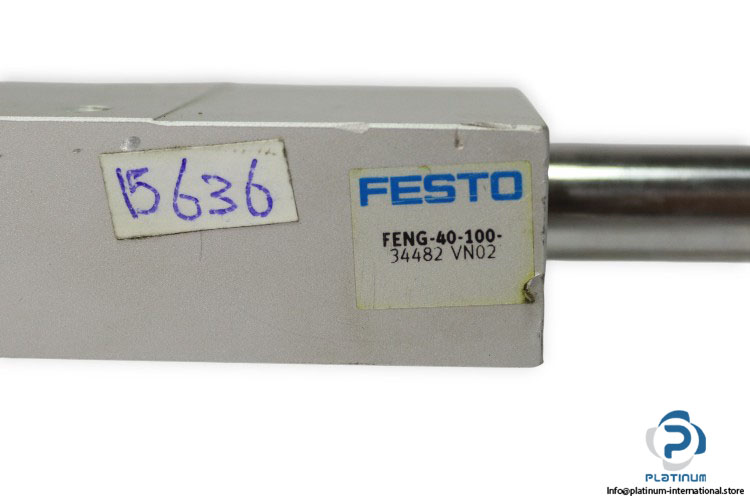 15636
FESTO
FENG-40-100-
34482 VN02
PLATINUM
Info@platinum-international.store